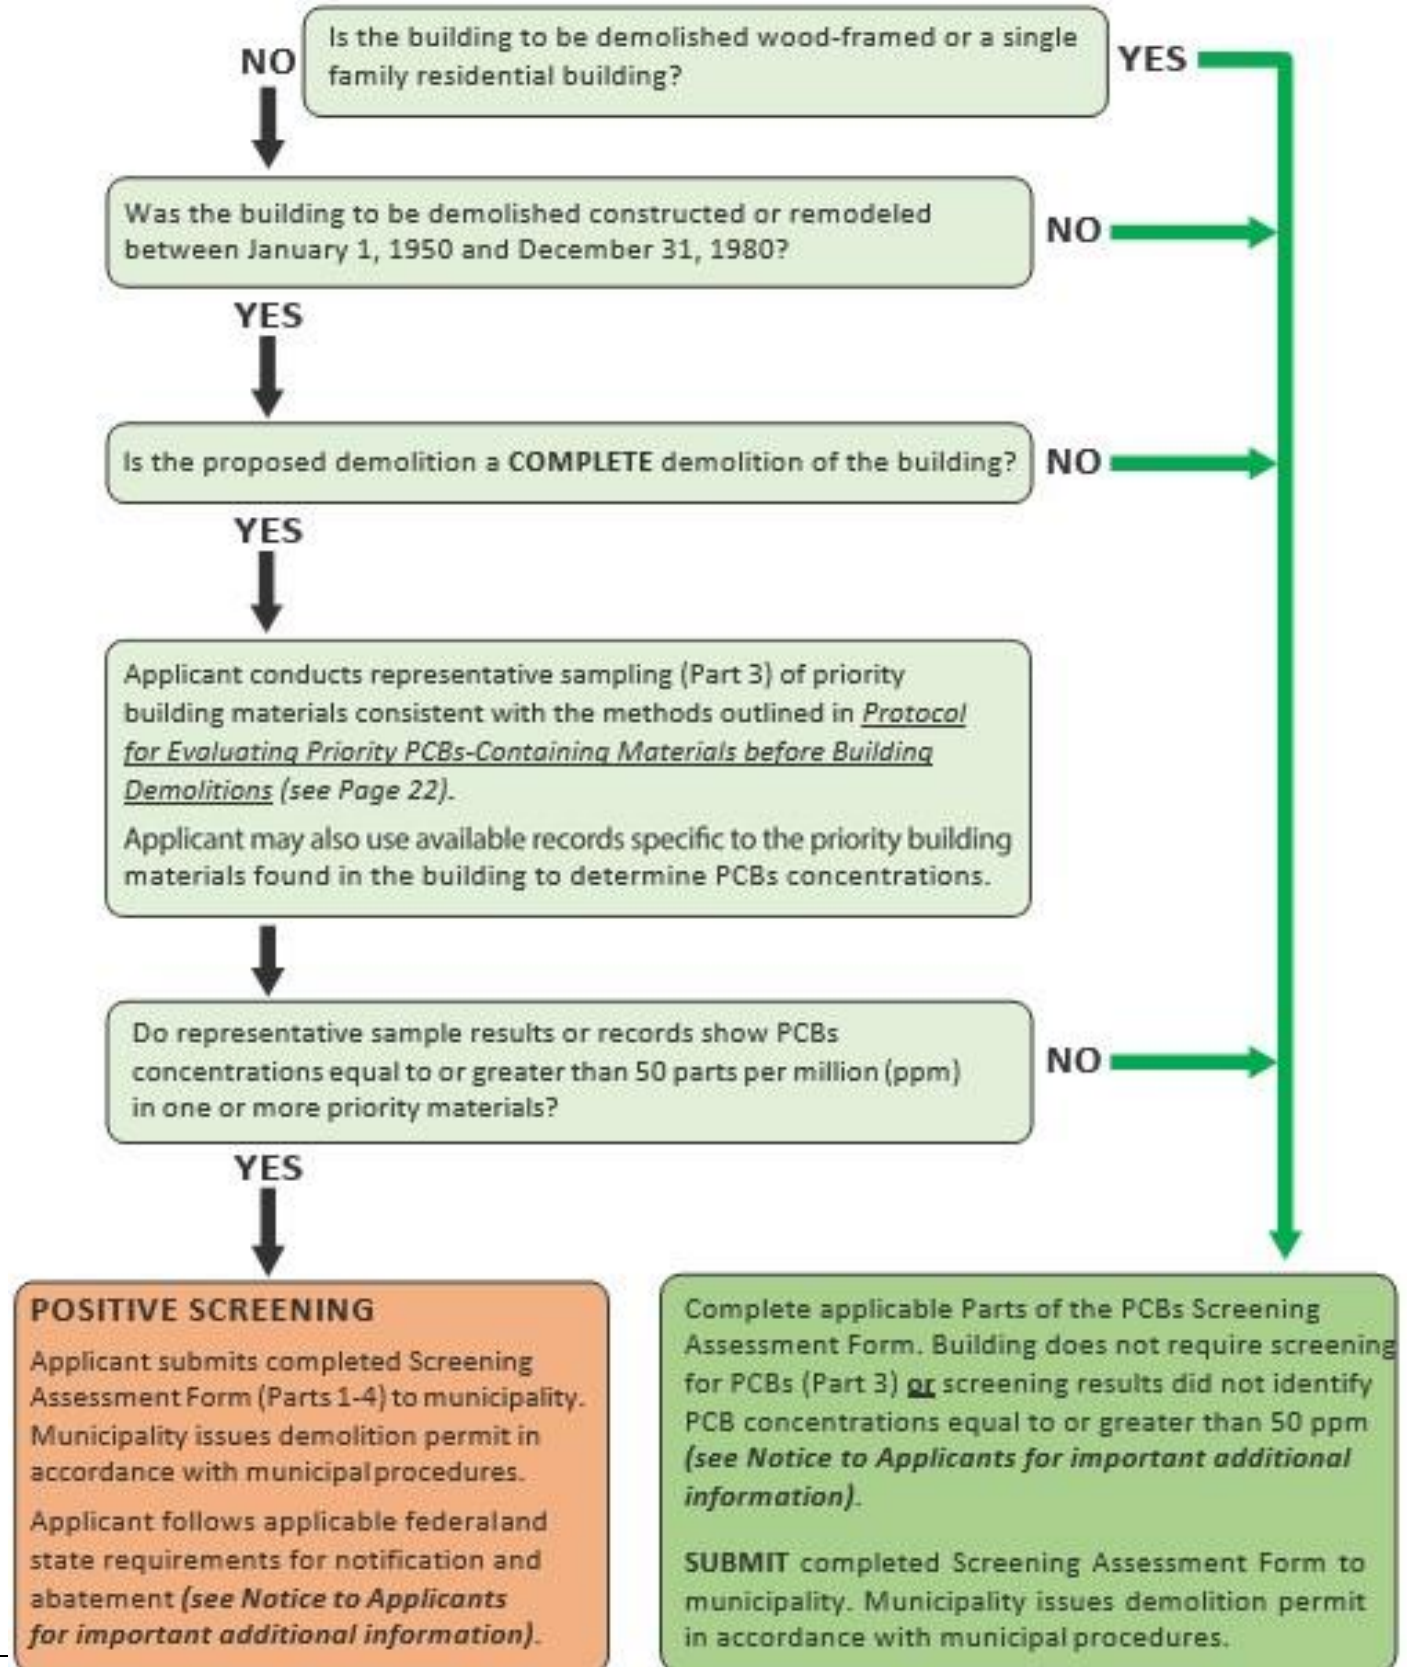 Is the building to be demolished wood-framed or a single
family residential building?
NO
YES
Was the building to be demolished constructed or remodeled
between January 1, 1950 and December 31, 1980?
NO
YES
Is the proposed demolition a COMPLETE demolition of the building?
NO
YES
Applicant conducts representative sampling (Part 3) of priority
building materials consistent with the methods outlined in Protocol
for Evaluating Priority PCBs-Containing Materials before Building
Demolitions (see Page 22).
Applicant may also use available records specific to the priority building
materials found in the building to determine PCBs concentrations.
Do representative sample results or records show PCBs
concentrations equal to or greater than 50 parts per million (ppm)
in one or more priority materials?
NO
YES
POSITIVE SCREENING
Applicant submits completed Screening
Assessment Form (Parts 1-4) to municipality.
Municipality issues demolition permit in
accordance with municipal procedures.
Applicant follows applicable federaland
state requirements for notification and
abatement (see Notice to Applicants
for important additional information).
Complete applicable Parts of the PCBs Screening
Assessment Form. Building does not require screening
for PCBs (Part 3) or screening results did not identify
PCB concentrations equal to or greater than 50 ppm
(see Notice to Applicants for important additional
information).
SUBMIT completed Screening Assessment Form to
municipality. Municipality issues demolition permit
in accordance with municipal procedures.